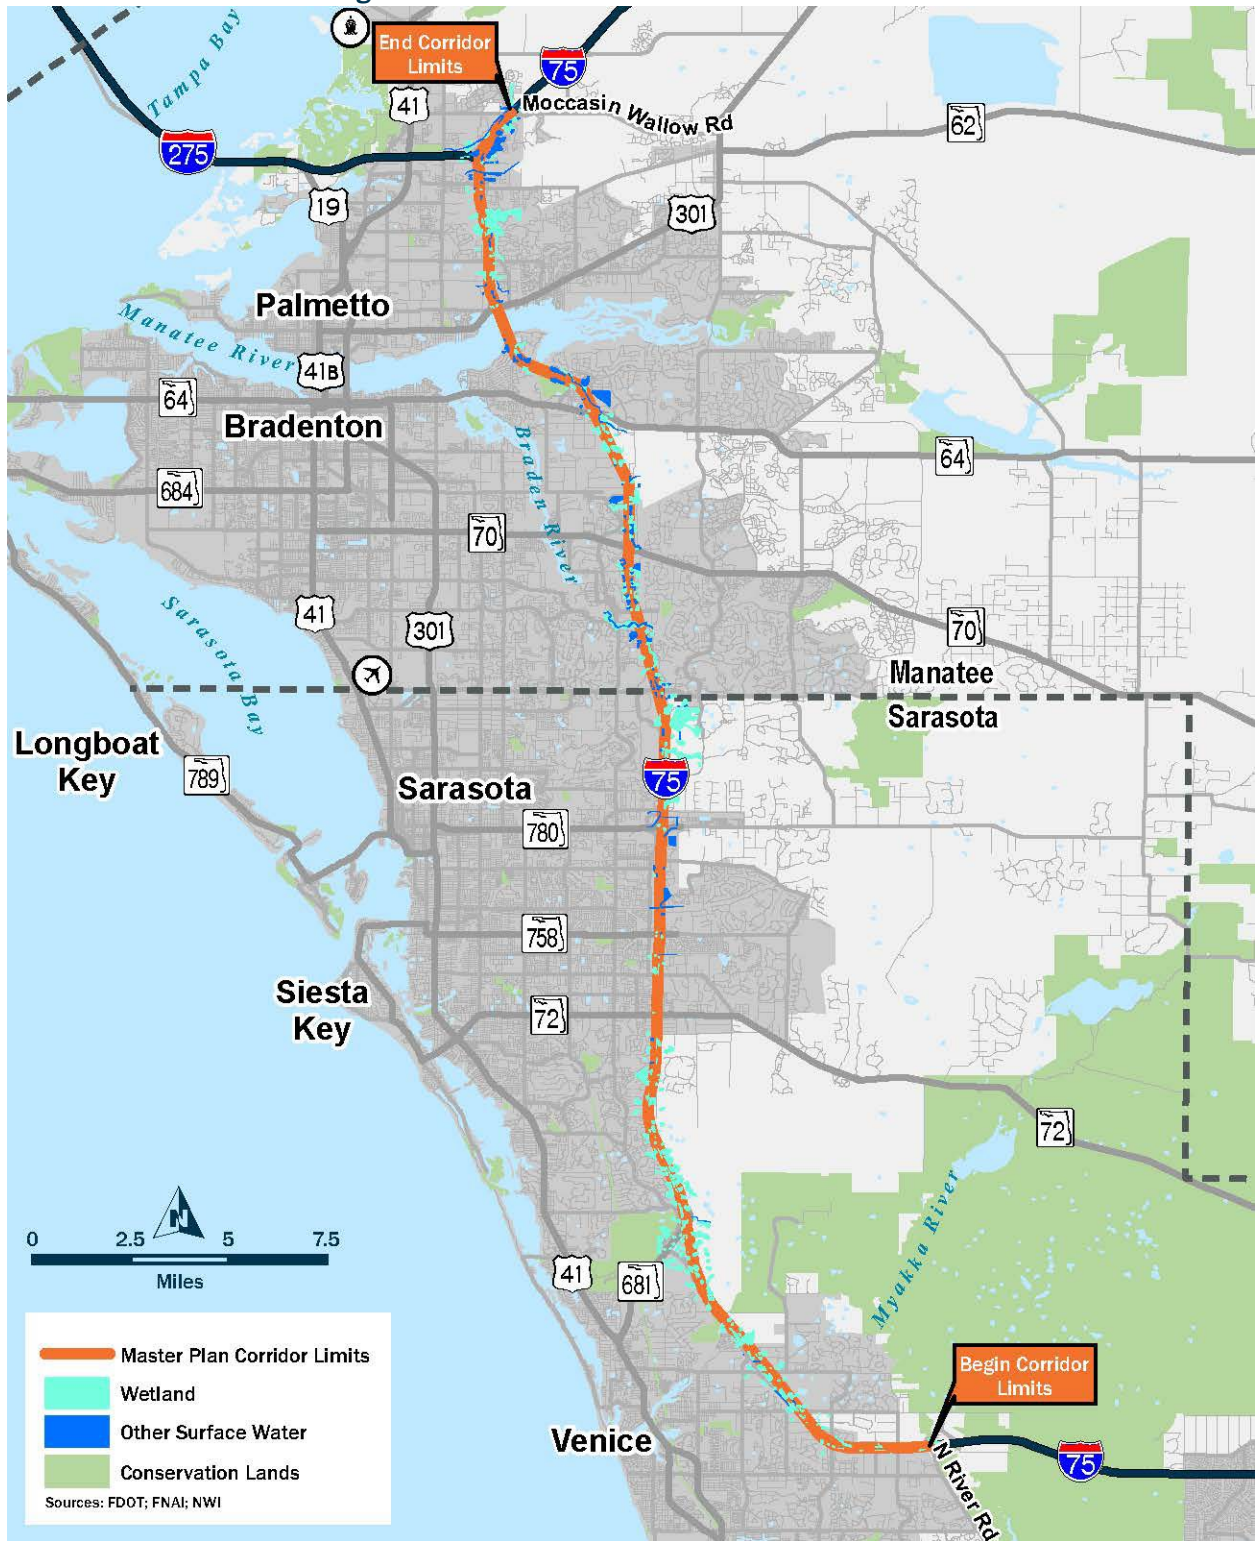 End Corridor
Limits
Tampa Bay
75
41
Moccasin Wallow Rd
62
275
19
301
Palmetto
Manatee River
41B
64
Bradenton
Braden River
64
684
70
Sarasota Bay
41
301
70
Manatee
Sarasota
Longboat
Key
789
75
Sarasota
780
758
Siesta
Key
72
72
Myakka River
N
0 2.5 5 7.5
Miles
41
681
Begin Corridor
Limits
Venice
75
N River Rd
Master Plan Corridor Limits
Wetland
Other Surface Water
Conservation Lands
Sources: FDOT; FNAI; NWI